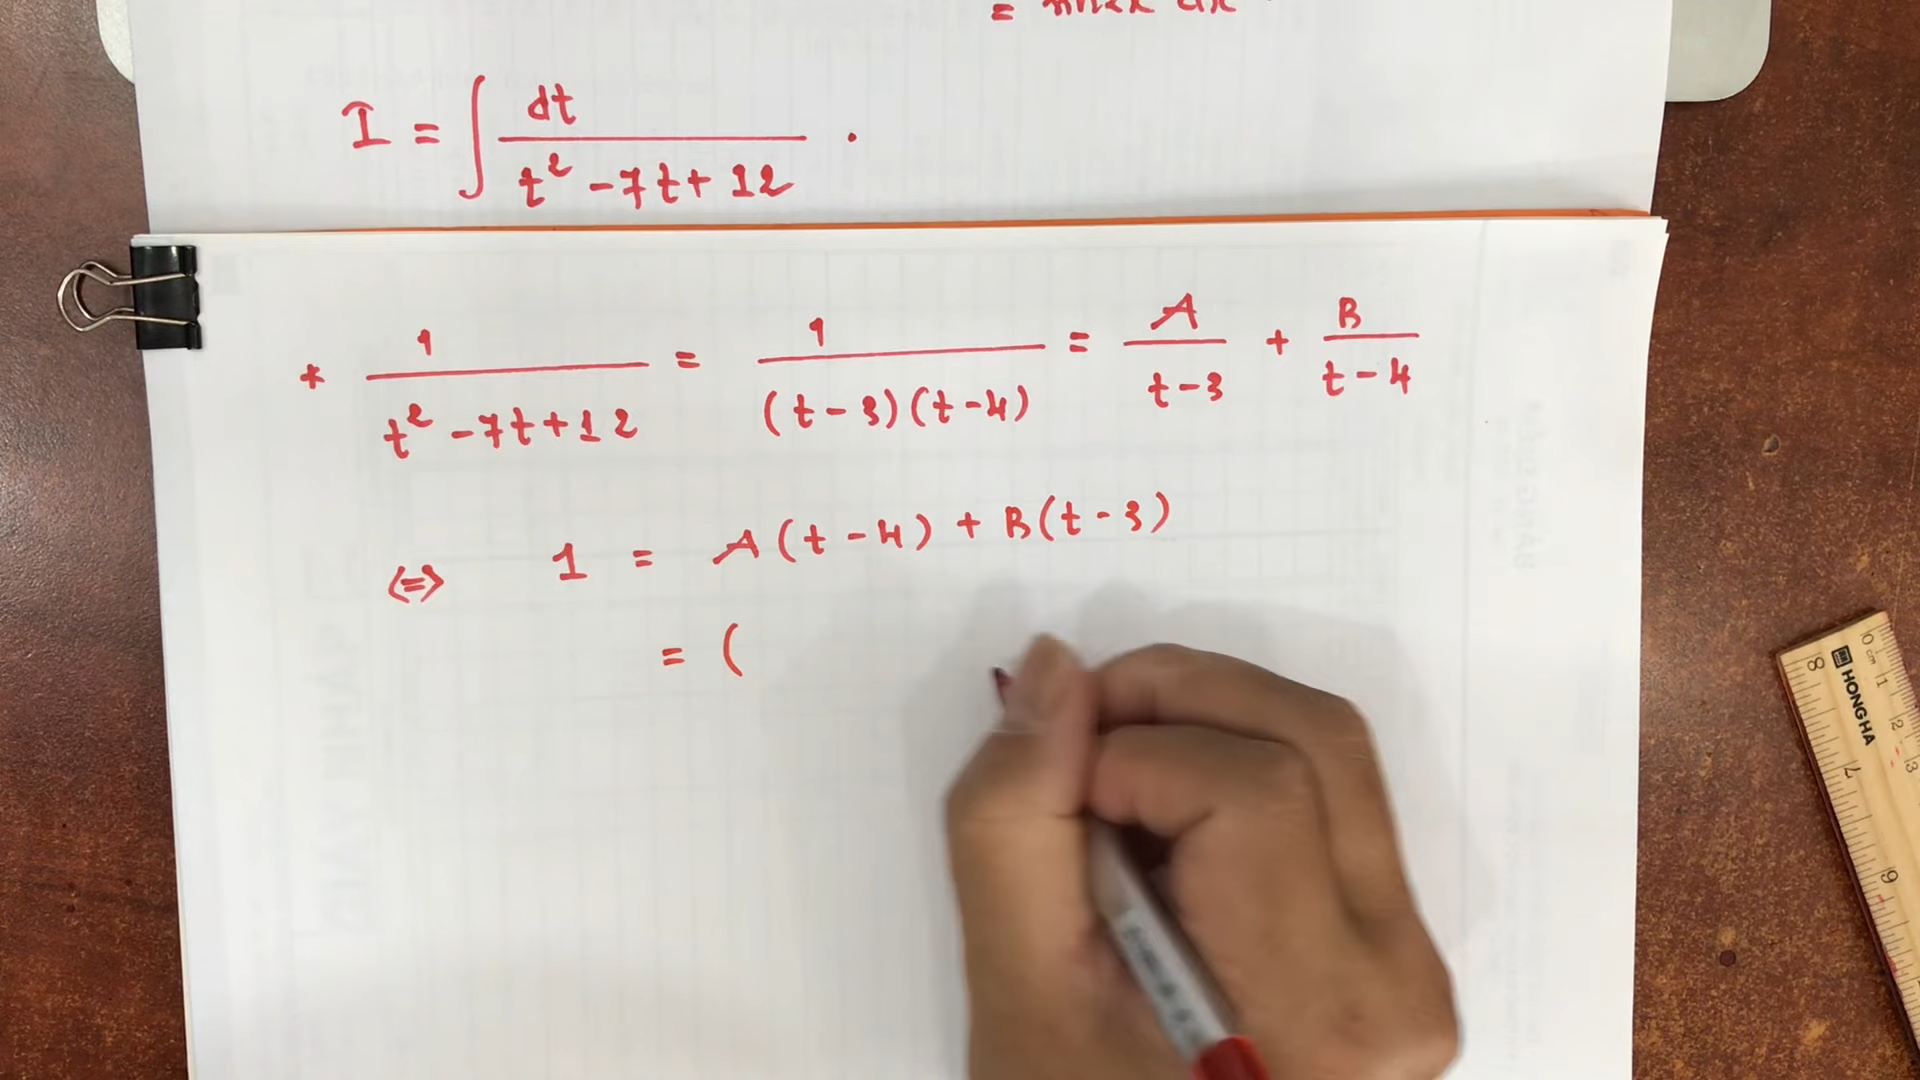 I = ∫ dt / (t² - 7t + 12) .
* 1 / (t² - 7t + 12) = 1 / ((t - 3)(t - 4)) = A / (t - 3) + B / (t - 4)
⇔ 1 = A(t - 4) + B(t - 3)
= (
HONGHA